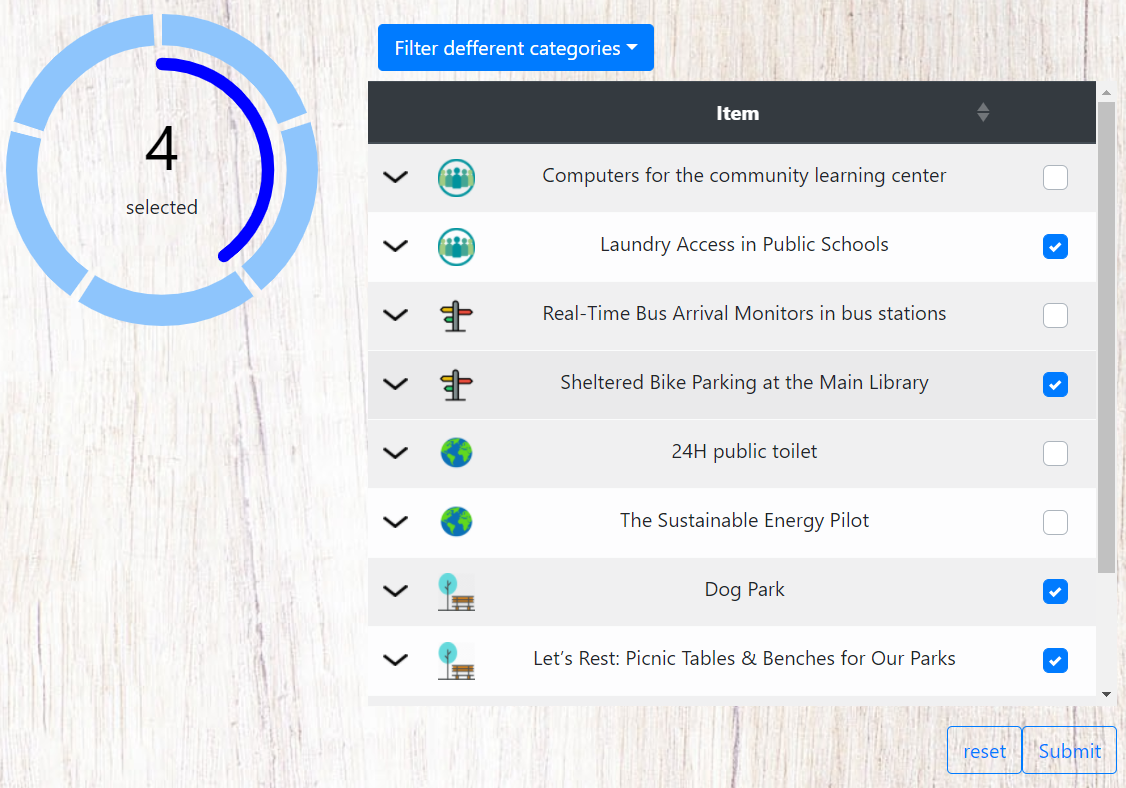 4
selected
Filter defferent categories
Item
Computers for the community learning center
Laundry Access in Public Schools
Real-Time Bus Arrival Monitors in bus stations
Sheltered Bike Parking at the Main Library
24H public toilet
The Sustainable Energy Pilot
Dog Park
Let’s Rest: Picnic Tables & Benches for Our Parks
reset
Submit